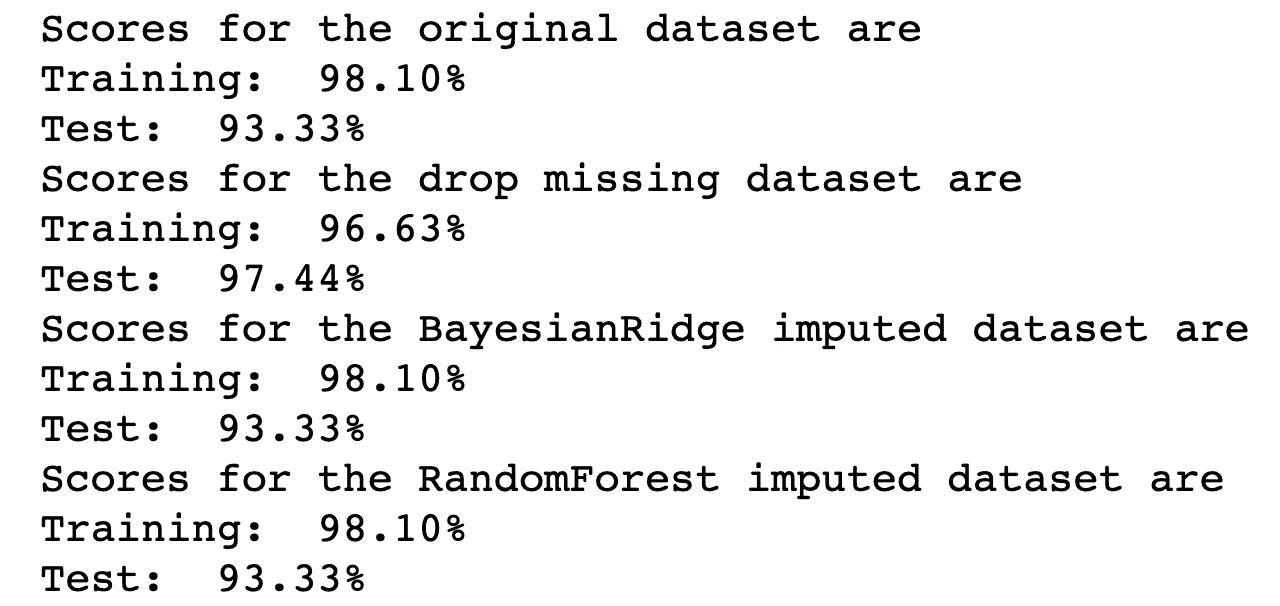 Scores for the original dataset are
Training:  98.10%
Test:  93.33%
Scores for the drop missing dataset are
Training:  96.63%
Test:  97.44%
Scores for the BayesianRidge imputed dataset are
Training:  98.10%
Test:  93.33%
Scores for the RandomForest imputed dataset are
Training:  98.10%
Test:  93.33%